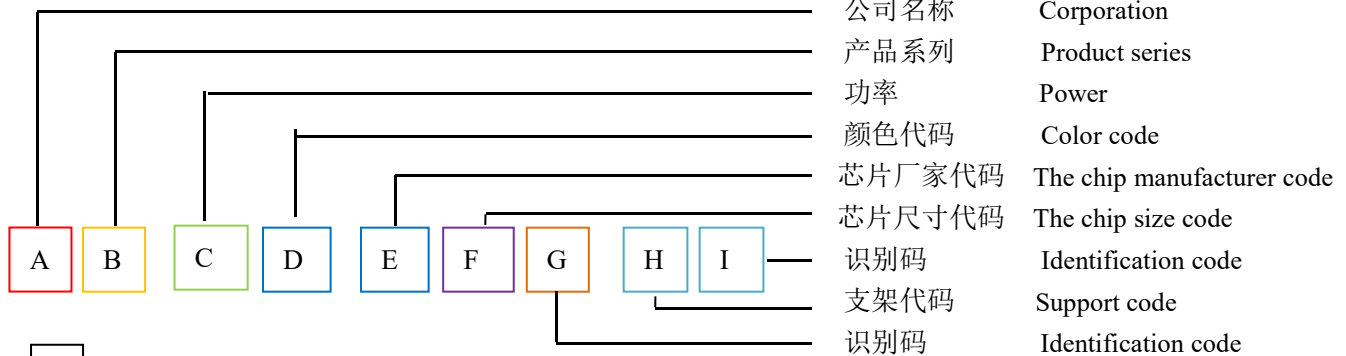 公司名称 Corporation
产品系列 Product series
功率 Power
颜色代码 Color code
芯片厂家代码 The chip manufacturer code
芯片尺寸代码 The chip size code
A B C D E F G H I 识别码 Identification code
支架代码 Support code
识别码 Identification code